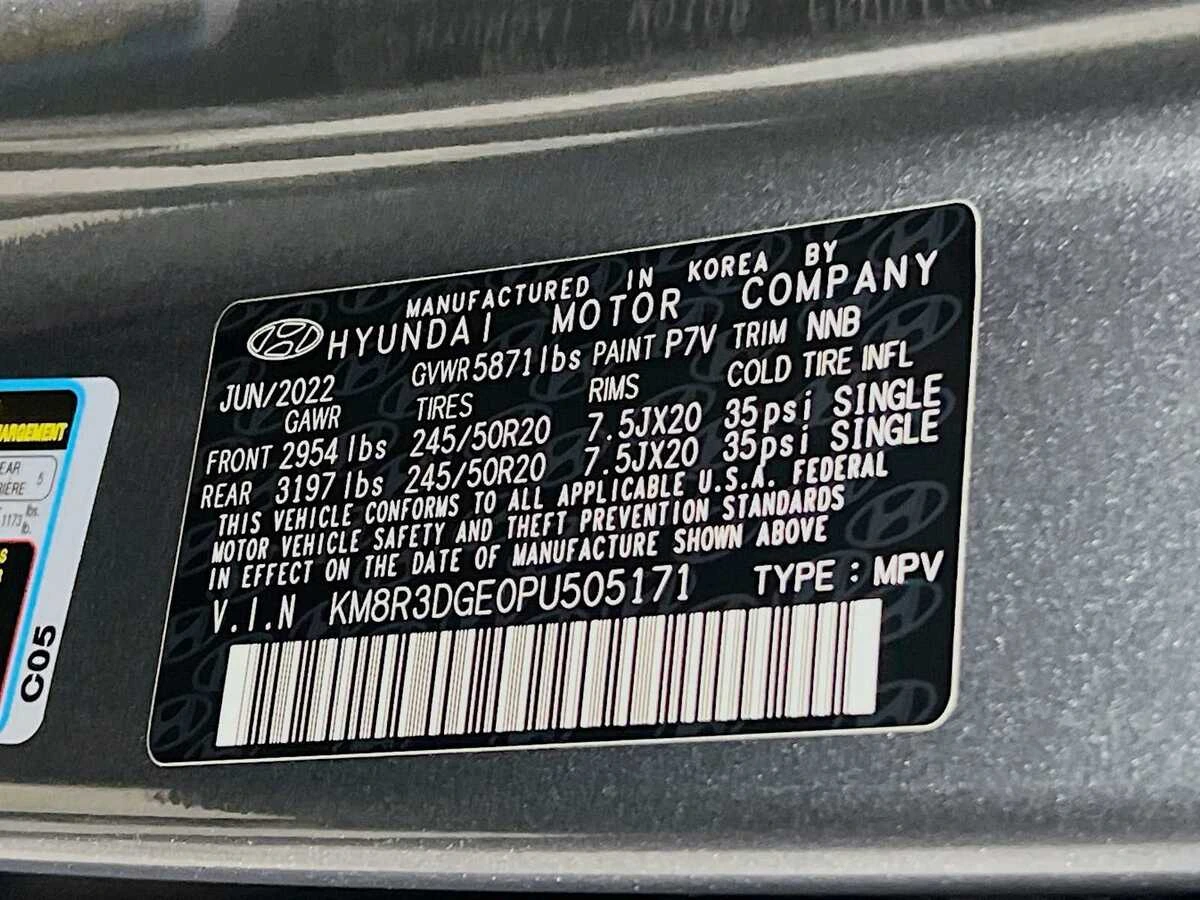 MANUFACTURED IN KOREA BY
HYUNDAI MOTOR COMPANY
JUN/2022 GVWR 5871 lbs PAINT P7V TRIM NNB
GAWR TIRES RIMS COLD TIRE INFL
FRONT 2954 lbs 245/50R20 7.5JX20 35psi SINGLE
REAR 3197 lbs 245/50R20 7.5JX20 35psi SINGLE
THIS VEHICLE CONFORMS TO ALL APPLICABLE U.S.A. FEDERAL
MOTOR VEHICLE SAFETY AND THEFT PREVENTION STANDARDS
IN EFFECT ON THE DATE OF MANUFACTURE SHOWN ABOVE
V.I.N KM8R3DGE0PU505171 TYPE : MPV
5
1173 lbs.
C05